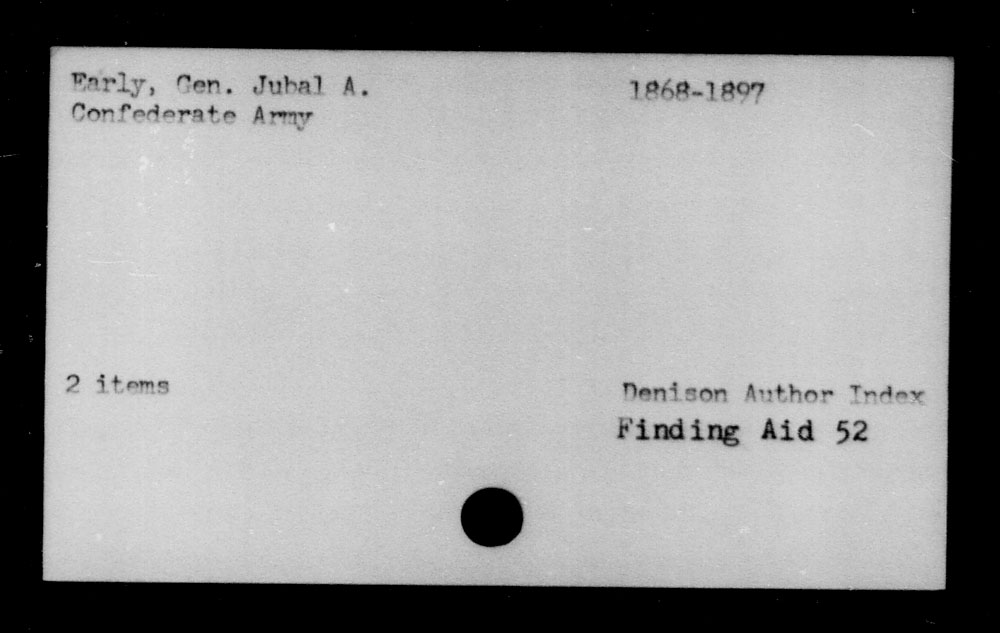 Early, Gen. Jubal A.
Confederate Army
1868-1897
2 items
Denison Author Index
Finding Aid 52